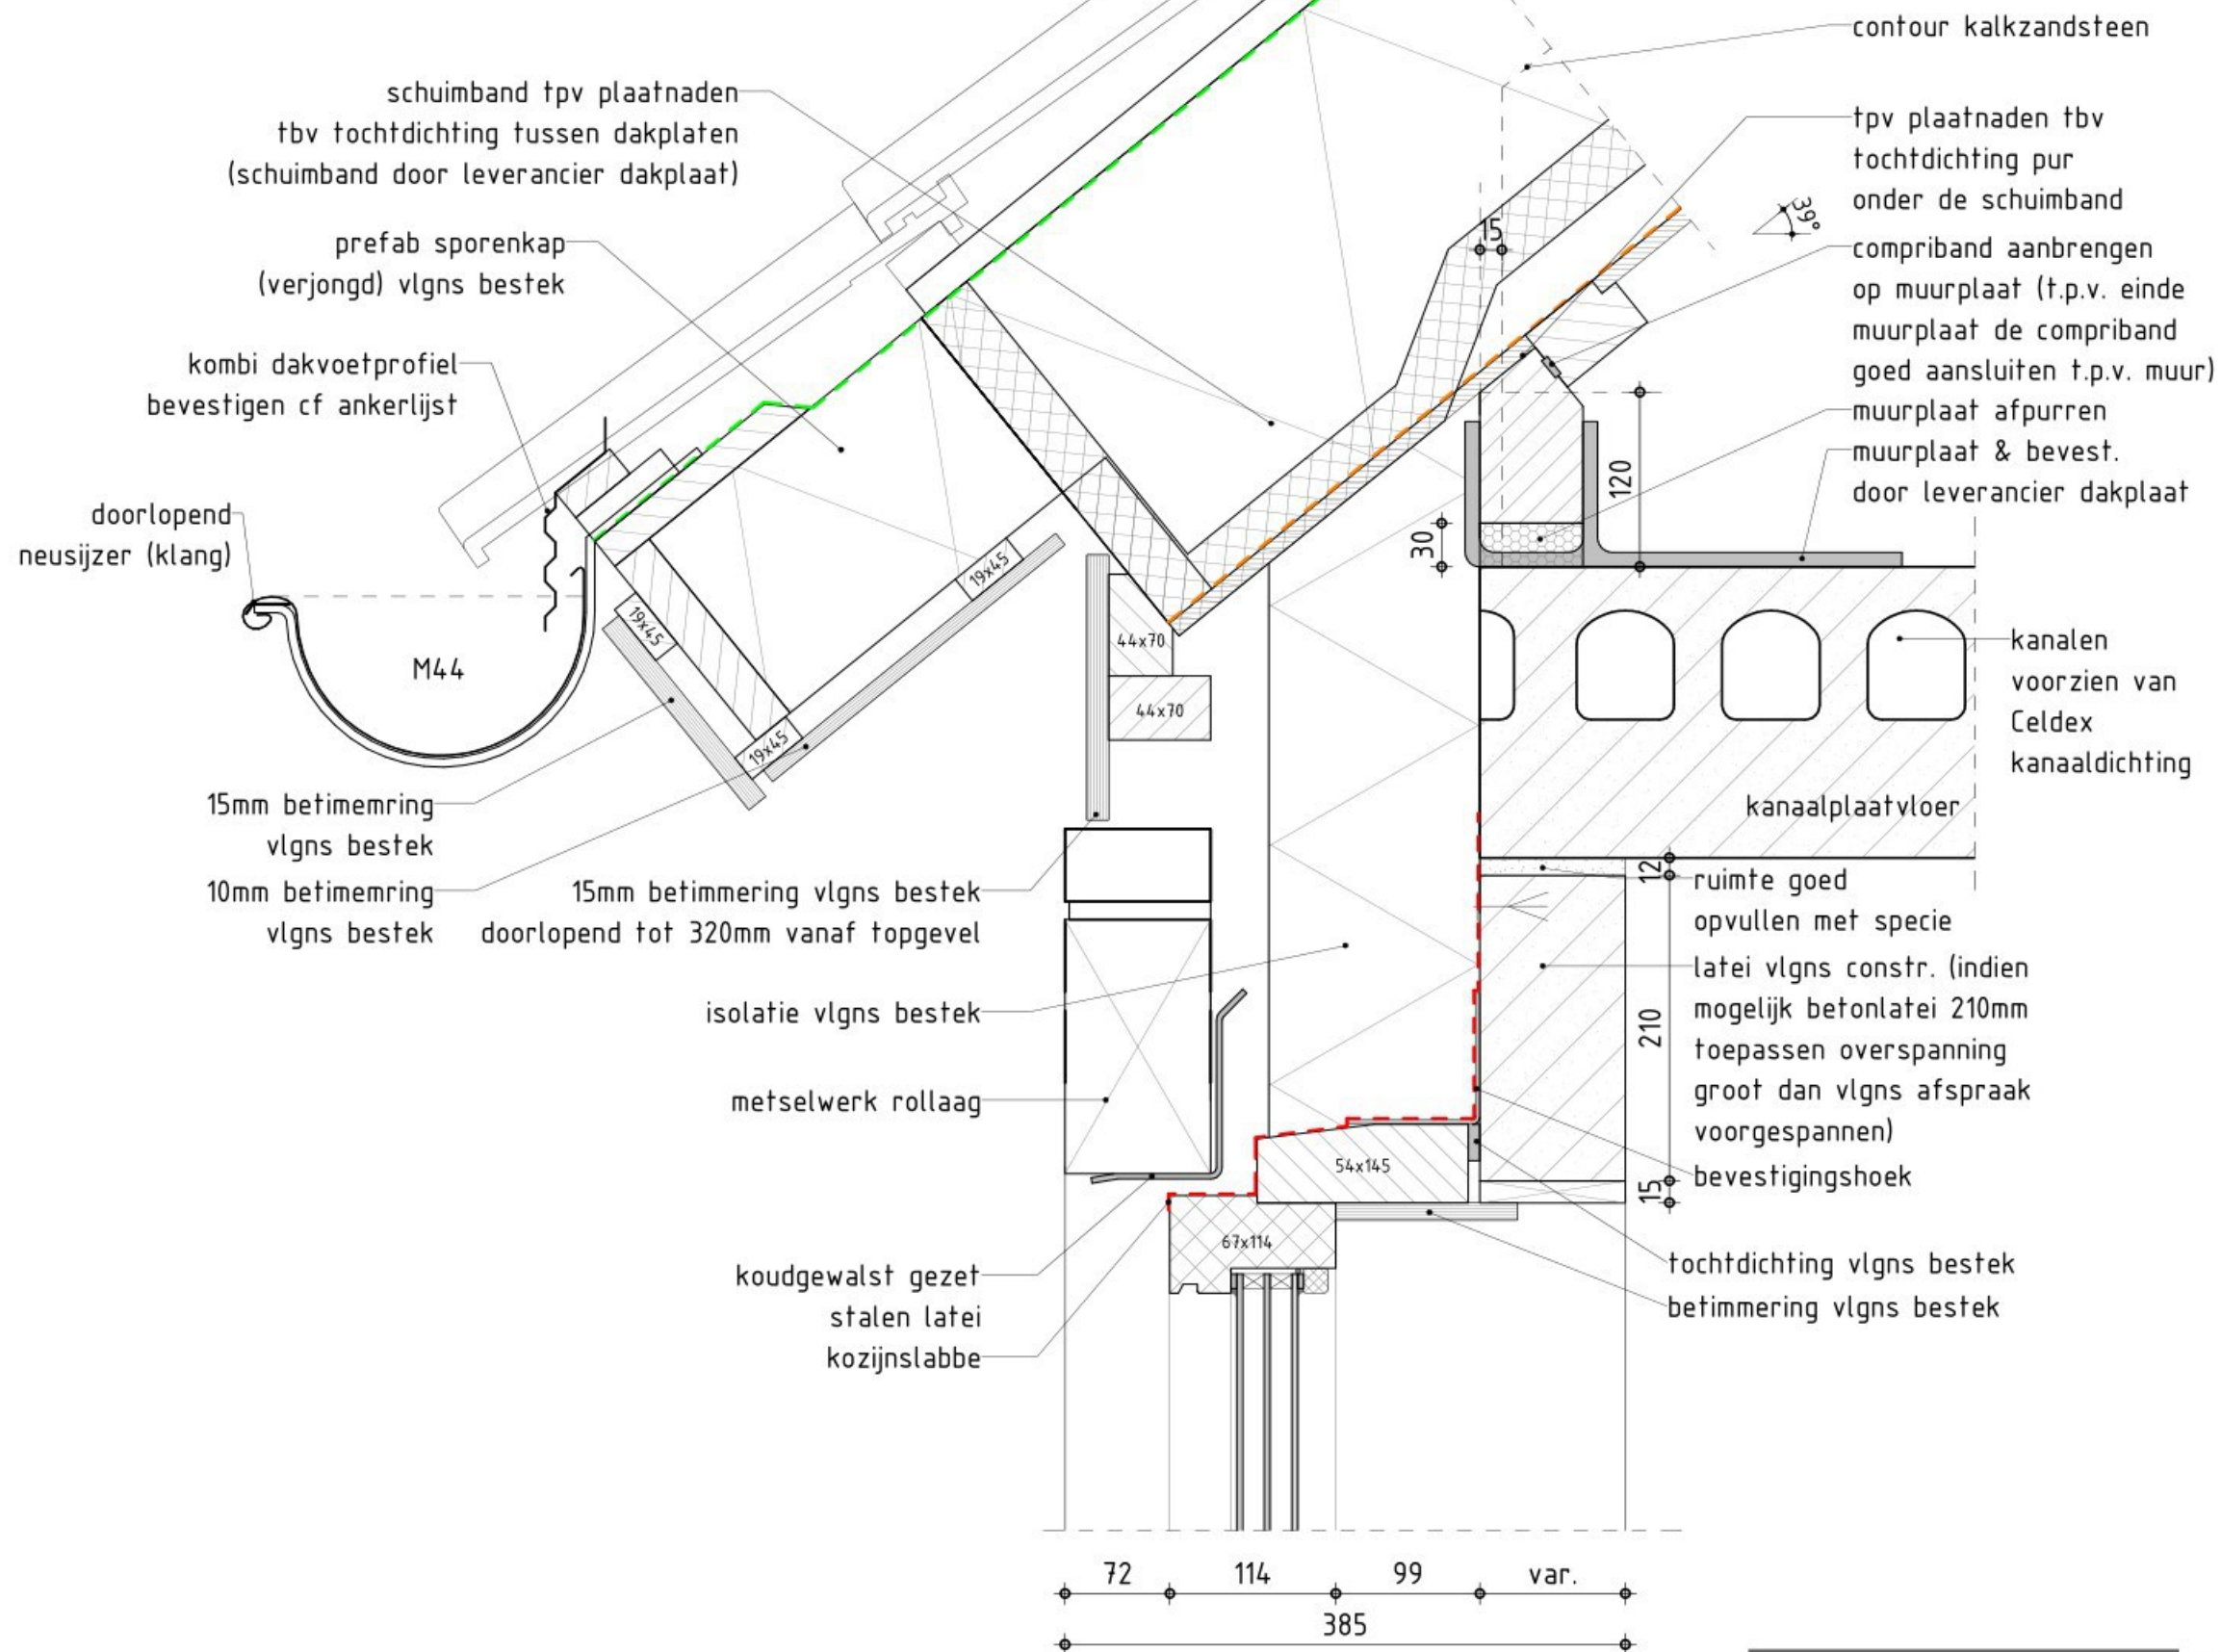 contour kalkzandsteen
schuimband tpv plaatnaden
tbv tochtdichting tussen dakplaten
(schuimband door leverancier dakplaat)
tpv plaatnaden tbv
tochtdichting pur
onder de schuimband
39°
15
prefab sporenkap
(verjongd) vlgns bestek
compriband aanbrengen
op muurplaat (t.p.v. einde
muurplaat de compriband
goed aansluiten t.p.v. muur)
kombi dakvoetprofiel
bevestigen cf ankerlijst
muurplaat afpurren
muurplaat & bevest.
door leverancier dakplaat
120
30
doorlopend
neusijzer (klang)
19x45
19x45
19x45
M44
44x70
44x70
kanalen
voorzien van
Celdex
kanaaldichting
kanaalplaatvloer
15mm betimemring
vlgns bestek
10mm betimemring
vlgns bestek
15mm betimmering vlgns bestek
doorlopend tot 320mm vanaf topgevel
12
ruimte goed
opvullen met specie
latei vlgns constr. (indien
mogelijk betonlatei 210mm
toepassen overspanning
groot dan vlgns afspraak
voorgespannen)
210
isolatie vlgns bestek
metselwerk rollaag
bevestigingshoek
15
54x145
67x114
koudgewalst gezet
stalen latei
kozijnslabbe
tochtdichting vlgns bestek
betimmering vlgns bestek
72
114
99
var.
385